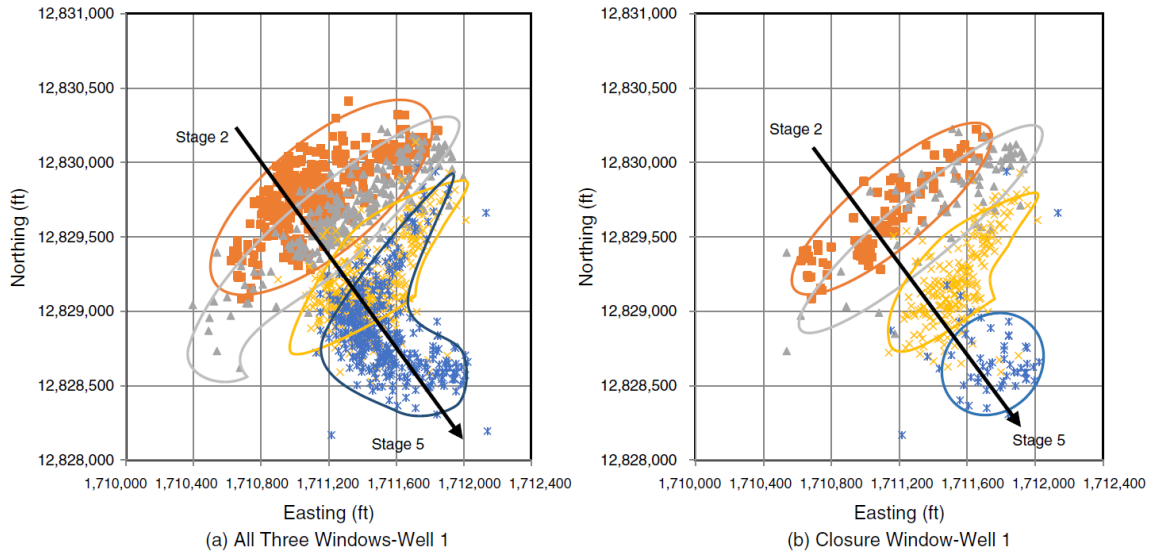 12,831,000
12,830,500
12,830,000
12,829,500
12,829,000
12,828,500
12,828,000
Northing (ft)
Stage 2
Stage 5
1,710,000 1,710,400 1,710,800 1,711,200 1,711,600 1,712,000 1,712,400
Easting (ft)
(a) All Three Windows-Well 1
12,831,000
12,830,500
12,830,000
12,829,500
12,829,000
12,828,500
12,828,000
Northing (ft)
Stage 2
Stage 5
1,710,000 1,710,400 1,710,800 1,711,200 1,711,600 1,712,000 1,712,400
Easting (ft)
(b) Closure Window-Well 1